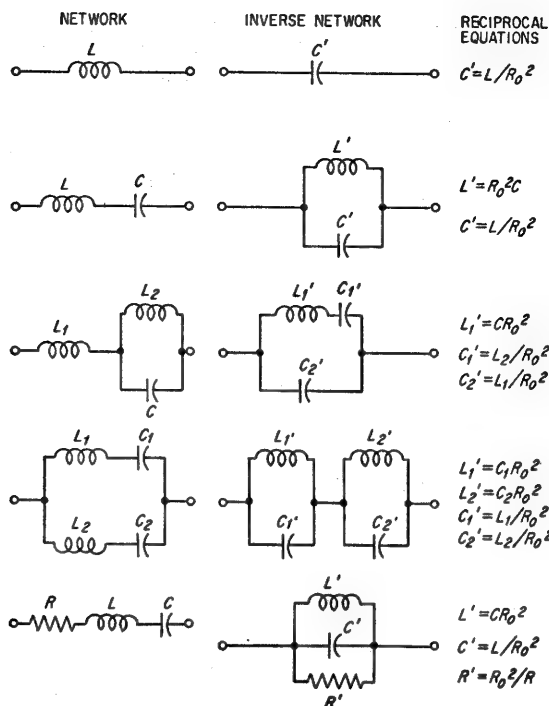 NETWORK
INVERSE NETWORK
RECIPROCAL
EQUATIONS
L
C'
C'=L/R₀²
L
C
L'
C'
L'=R₀²C
C'=L/R₀²
L₁
L₂
C
L₁'
C₁'
C₂'
L₁'=CR₀²
C₁'=L₂/R₀²
C₂'=L₁/R₀²
L₁
C₁
L₂
C₂
L₁'
C₁'
L₂'
C₂'
L₁'=C₁R₀²
L₂'=C₂R₀²
C₁'=L₁/R₀²
C₂'=L₂/R₀²
R
L
C
L'
C'
R'
L'=CR₀²
C'=L/R₀²
R'=R₀²/R